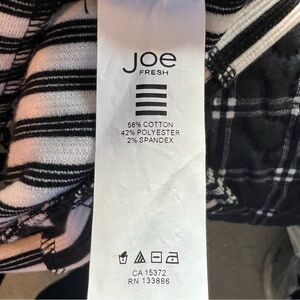 Joe
FRESH
56% COTTON
42% POLYESTER
2% SPANDEX
CA 15372
RN 133886